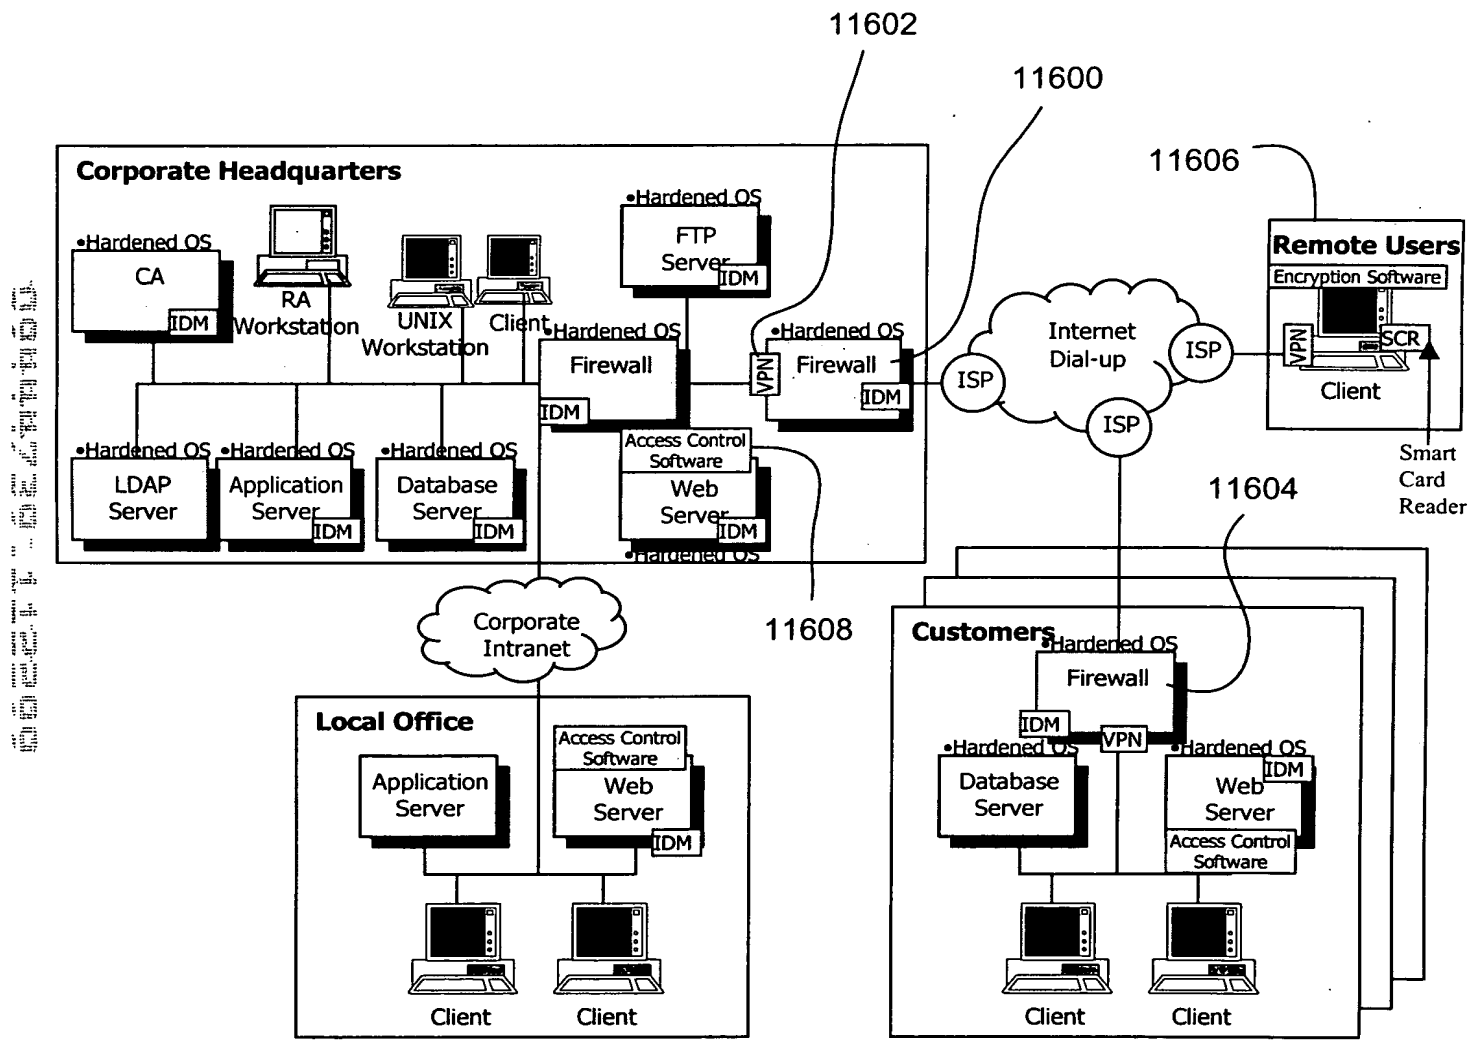 11602
11600
11606
Corporate Headquarters
•Hardened OS
CA
IDM
RA
Workstation
UNIX
Workstation
Client
•Hardened OS
FTP
Server
IDM
•Hardened OS
Firewall
IDM
VPN
•Hardened OS
Firewall
IDM
ISP
Internet
Dial-up
ISP
ISP
Remote Users
Encryption Software
VPN
SCR
Client
Smart
Card
Reader
•Hardened OS
LDAP
Server
•Hardened OS
Application
Server
IDM
•Hardened OS
Database
Server
IDM
Access Control
Software
Web
Server
IDM
•Hardened OS
11604
11608
Corporate
Intranet
Local Office
Application
Server
Access Control
Software
Web
Server
IDM
Client
Client
Customers
•Hardened OS
Firewall
IDM
VPN
•Hardened OS
Database
Server
•Hardened OS
IDM
Web
Server
Access Control
Software
Client
Client